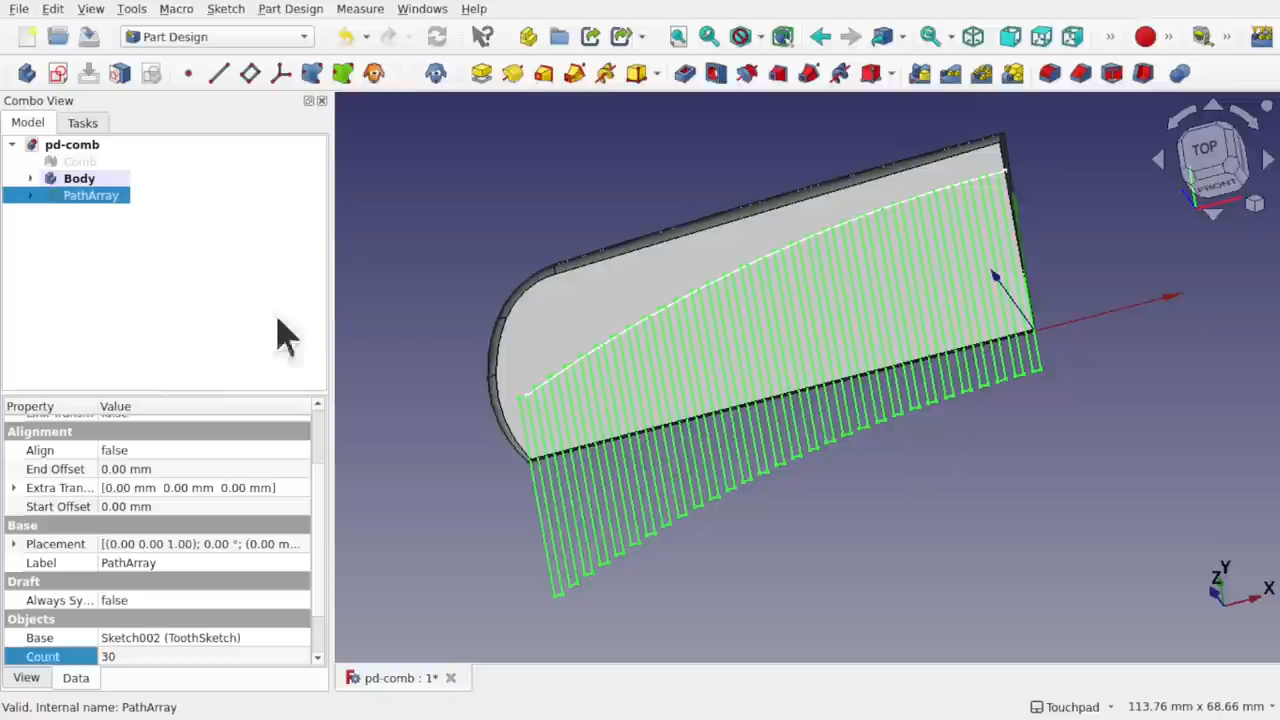 File Edit View Tools Macro Sketch Part Design Measure Windows Help
Part Design
Combo View
Model Tasks
pd-comb
Comb
Body
PathArray
TOP
FRONT
Property Value
Alignment
Align false
End Offset 0.00 mm
Extra Tran... [0.00 mm 0.00 mm 0.00 mm]
Start Offset 0.00 mm
Base
Placement [(0.00 0.00 1.00); 0.00 °; (0.00 m...
Label PathArray
Draft
Always Sy... false
Objects
Base Sketch002 (ToothSketch)
Count 30
Y
Z
X
View Data
pd-comb : 1*
Valid, Internal name: PathArray
Touchpad 113.76 mm x 68.66 mm